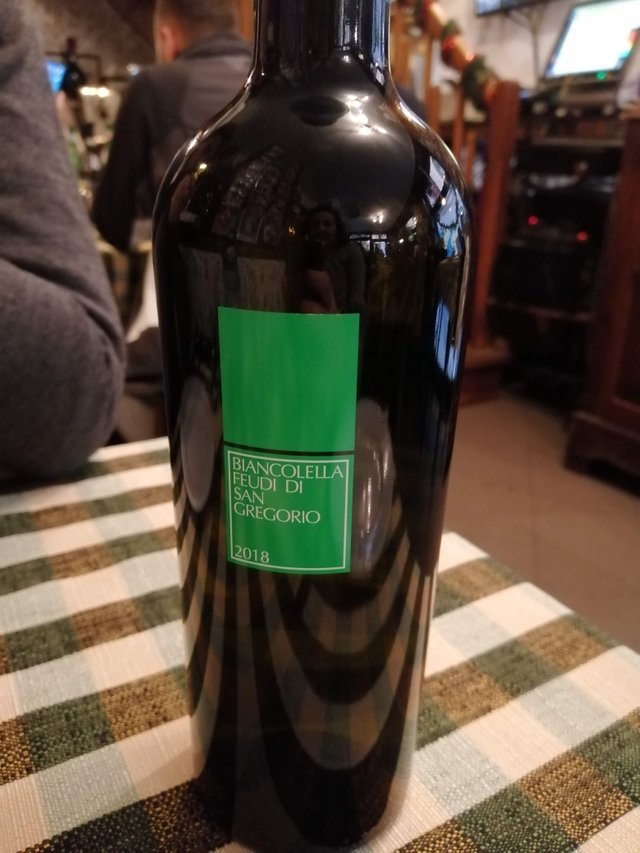 BIANCOLELLA
FEUDI DI
SAN
GREGORIO
2018